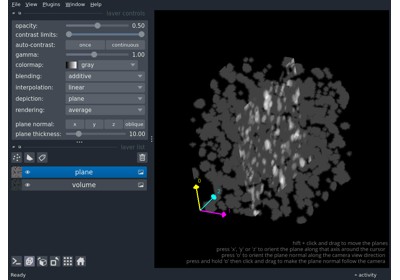 File View Plugins Window Help
layer controls
opacity: 0.50
contrast limits:
auto-contrast: once continuous
gamma: 1.00
colormap: gray
blending: additive
interpolation: linear
depiction: plane
rendering: average
plane normal: x y z oblique
plane thickness: 10.00
layer list
plane
volume
0
shift + click and drag to move the planes
press 'x', 'y' or 'z' to orient the plane along that axis around the cursor
press 'o' to orient the plane normal along the camera view direction
press and hold 'o' then click and drag to make the plane normal follow the camera
Ready
activity